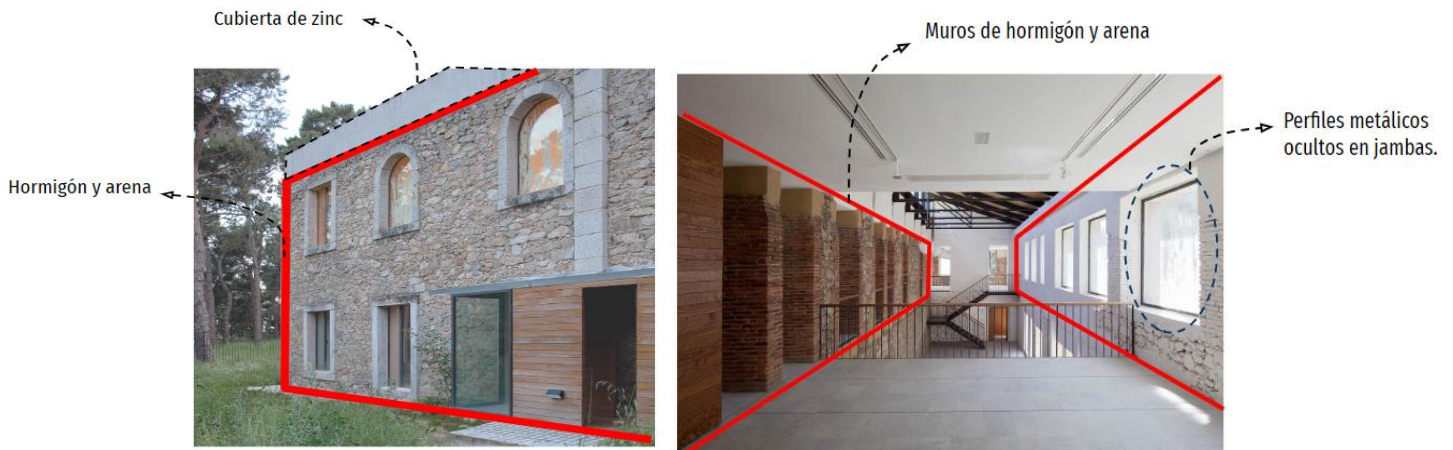 Cubierta de zinc
Hormigón y arena
Muros de hormigón y arena
Perfiles metálicos
ocultos en jambas.